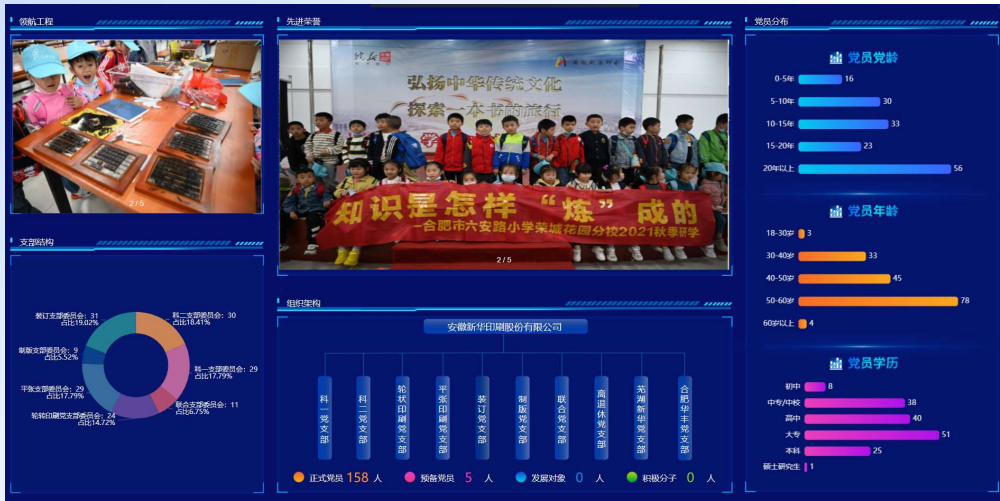 领航工程
2 / 5
支部结构
科二支部委员会: 30
占比18.41%
科一支部委员会: 29
占比17.79%
联合支部委员会: 11
占比6.75%
轮转印刷党支部委员会: 24
占比14.72%
平张支部委员会: 29
占比17.79%
制版支部委员会: 9
占比5.52%
装订支部委员会: 31
占比19.02%
先进荣誉
弘扬中华传统文化
探索一本书的旅行
学
知识是怎样“炼”成的
—合肥市六安路小学荣城花园分校2021秋季研学
2 / 5
组织架构
安徽新华印刷股份有限公司
科一党支部
科二党支部
轮状印刷党支部
平张印刷党支部
装订党支部
制版党支部
联合党支部
离退休党支部
芜湖新华党支部
合肥华丰党支部
正式党员 158 人
预备党员 5 人
发展对象 0 人
积极分子 0 人
党员分布
党员党龄
0-5年 16
5-10年 30
10-15年 33
15-20年 23
20年以上 56
党员年龄
18-30岁 3
30-40岁 33
40-50岁 45
50-60岁 78
60岁以上 4
党员学历
初中 8
中专/中校 38
高中 40
大专 51
本科 25
硕士研究生 1